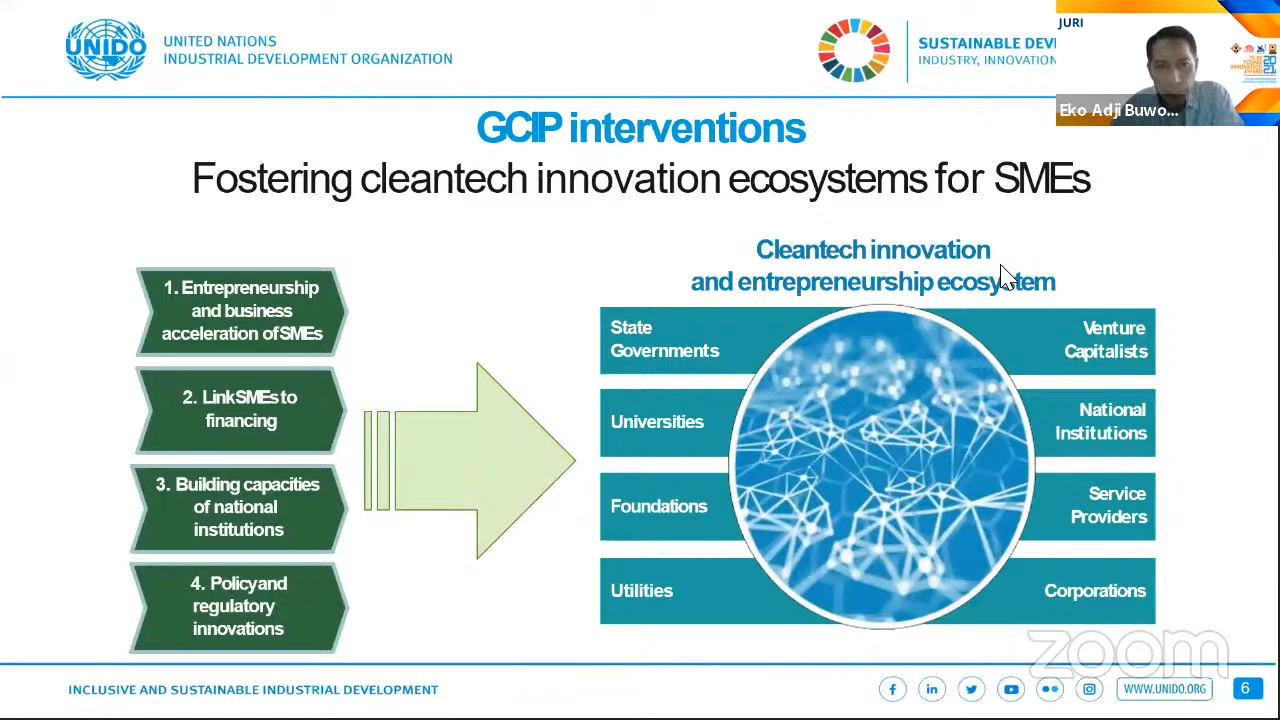 UNIDO
UNITED NATIONS
INDUSTRIAL DEVELOPMENT ORGANIZATION
SUSTAINABLE DEV
INDUSTRY, INNOVATION
JURI
Eko Adji Buwo...
2021
GCIP interventions
Fostering cleantech innovation ecosystems for SMEs
1. Entrepreneurship
and business
acceleration of SMEs
2. Link SMEs to
financing
3. Building capacities
of national
institutions
4. Policy and
regulatory
innovations
Cleantech innovation
and entrepreneurship ecosystem
State
Governments
Universities
Foundations
Utilities
Venture
Capitalists
National
Institutions
Service
Providers
Corporations
zoom
INCLUSIVE AND SUSTAINABLE INDUSTRIAL DEVELOPMENT
WWW.UNIDO.ORG
6